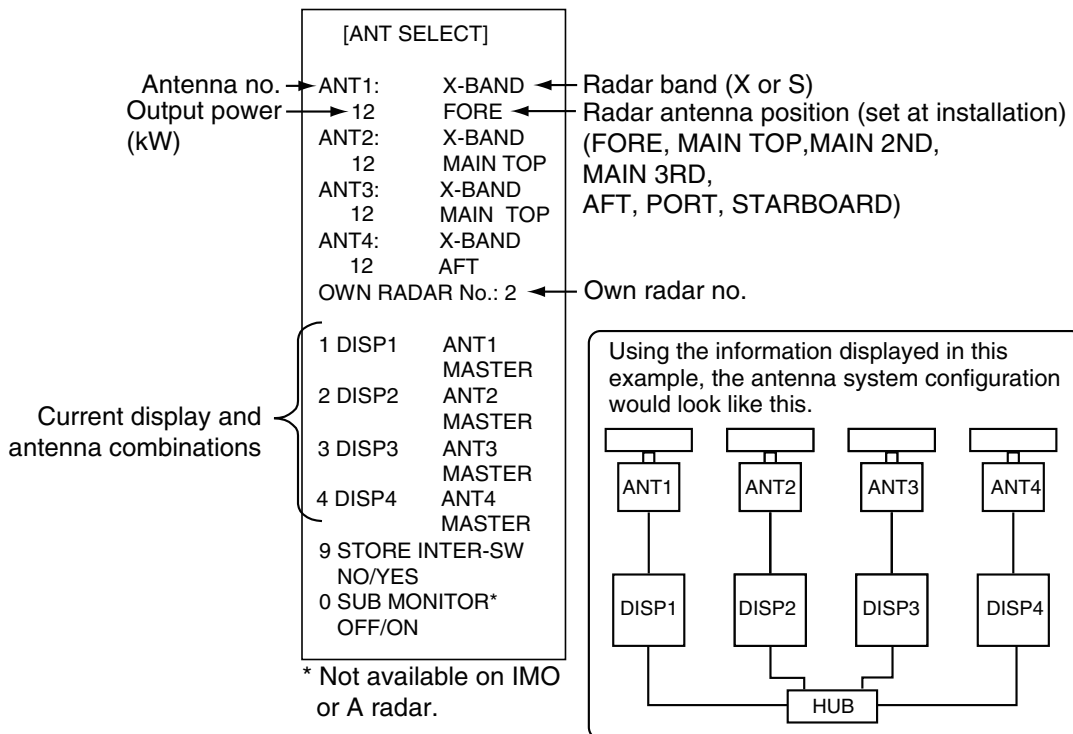 [ANT SELECT]
Antenna no.
ANT1: X-BAND
Radar band (X or S)
Output power
(kW)
12 FORE
Radar antenna position (set at installation)
(FORE, MAIN TOP,MAIN 2ND,
MAIN 3RD,
AFT, PORT, STARBOARD)
ANT2: X-BAND
12 MAIN TOP
ANT3: X-BAND
12 MAIN TOP
ANT4: X-BAND
12 AFT
OWN RADAR No.: 2
Own radar no.
Current display and
antenna combinations
1 DISP1 ANT1
MASTER
2 DISP2 ANT2
MASTER
3 DISP3 ANT3
MASTER
4 DISP4 ANT4
MASTER
9 STORE INTER-SW
NO/YES
0 SUB MONITOR*
OFF/ON
* Not available on IMO
or A radar.
Using the information displayed in this
example, the antenna system configuration
would look like this.
ANT1 ANT2 ANT3 ANT4
DISP1 DISP2 DISP3 DISP4
HUB